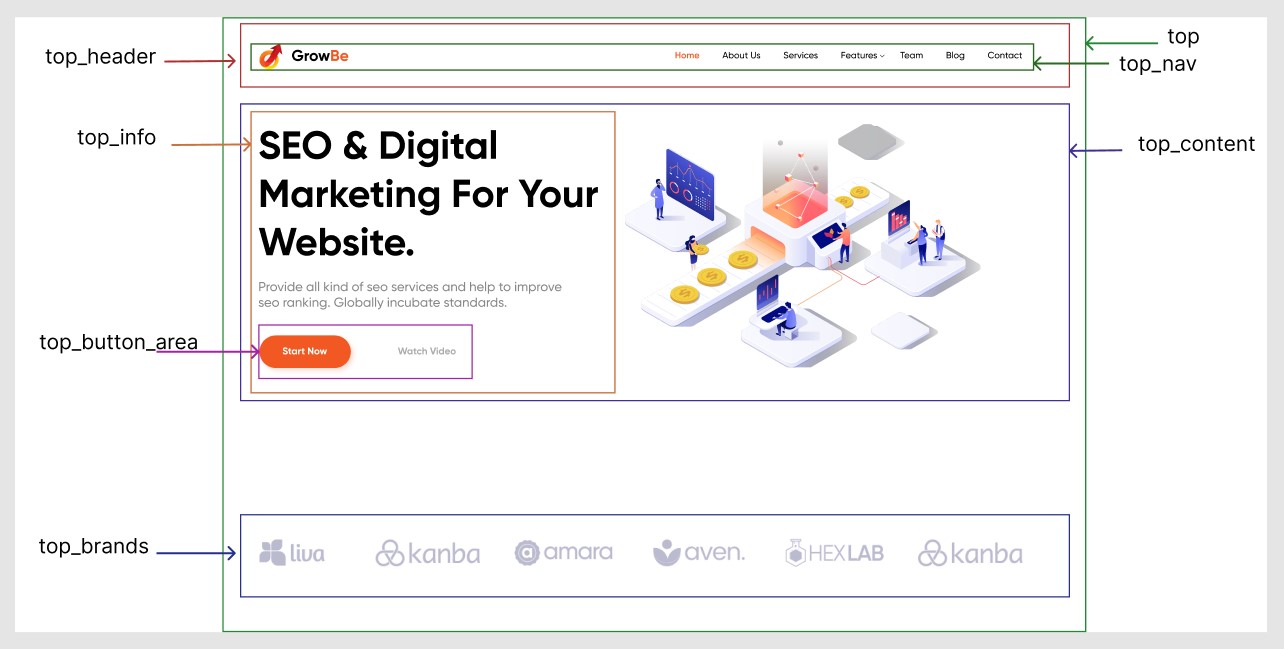 top
top_header
GrowBe
Home About Us Services Features Team Blog Contact
top_nav
top_info
SEO & Digital
Marketing For Your
Website.
top_content
Provide all kind of seo services and help to improve
seo ranking. Globally incubate standards.
top_button_area
Start Now Watch Video
top_brands
liva kanba amara aven. HEXLAB kanba